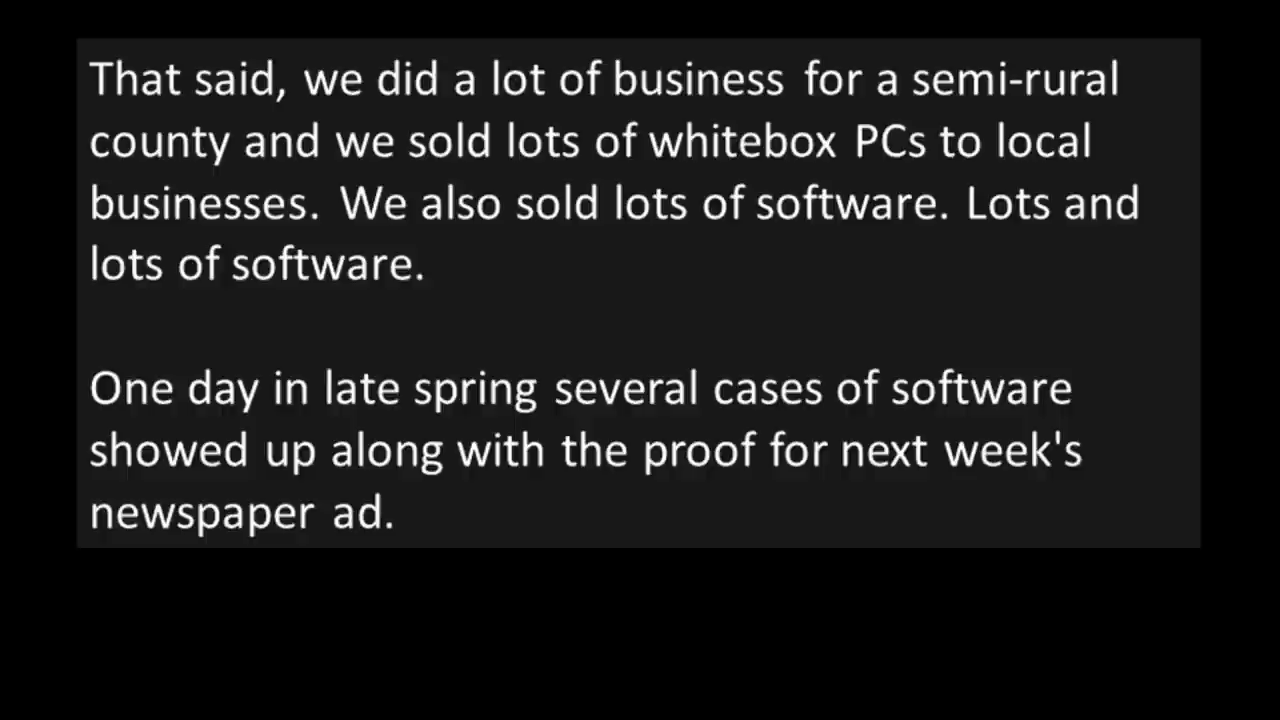 That said, we did a lot of business for a semi-rural
county and we sold lots of whitebox PCs to local
businesses. We also sold lots of software. Lots and
lots of software.
One day in late spring several cases of software
showed up along with the proof for next week's
newspaper ad.